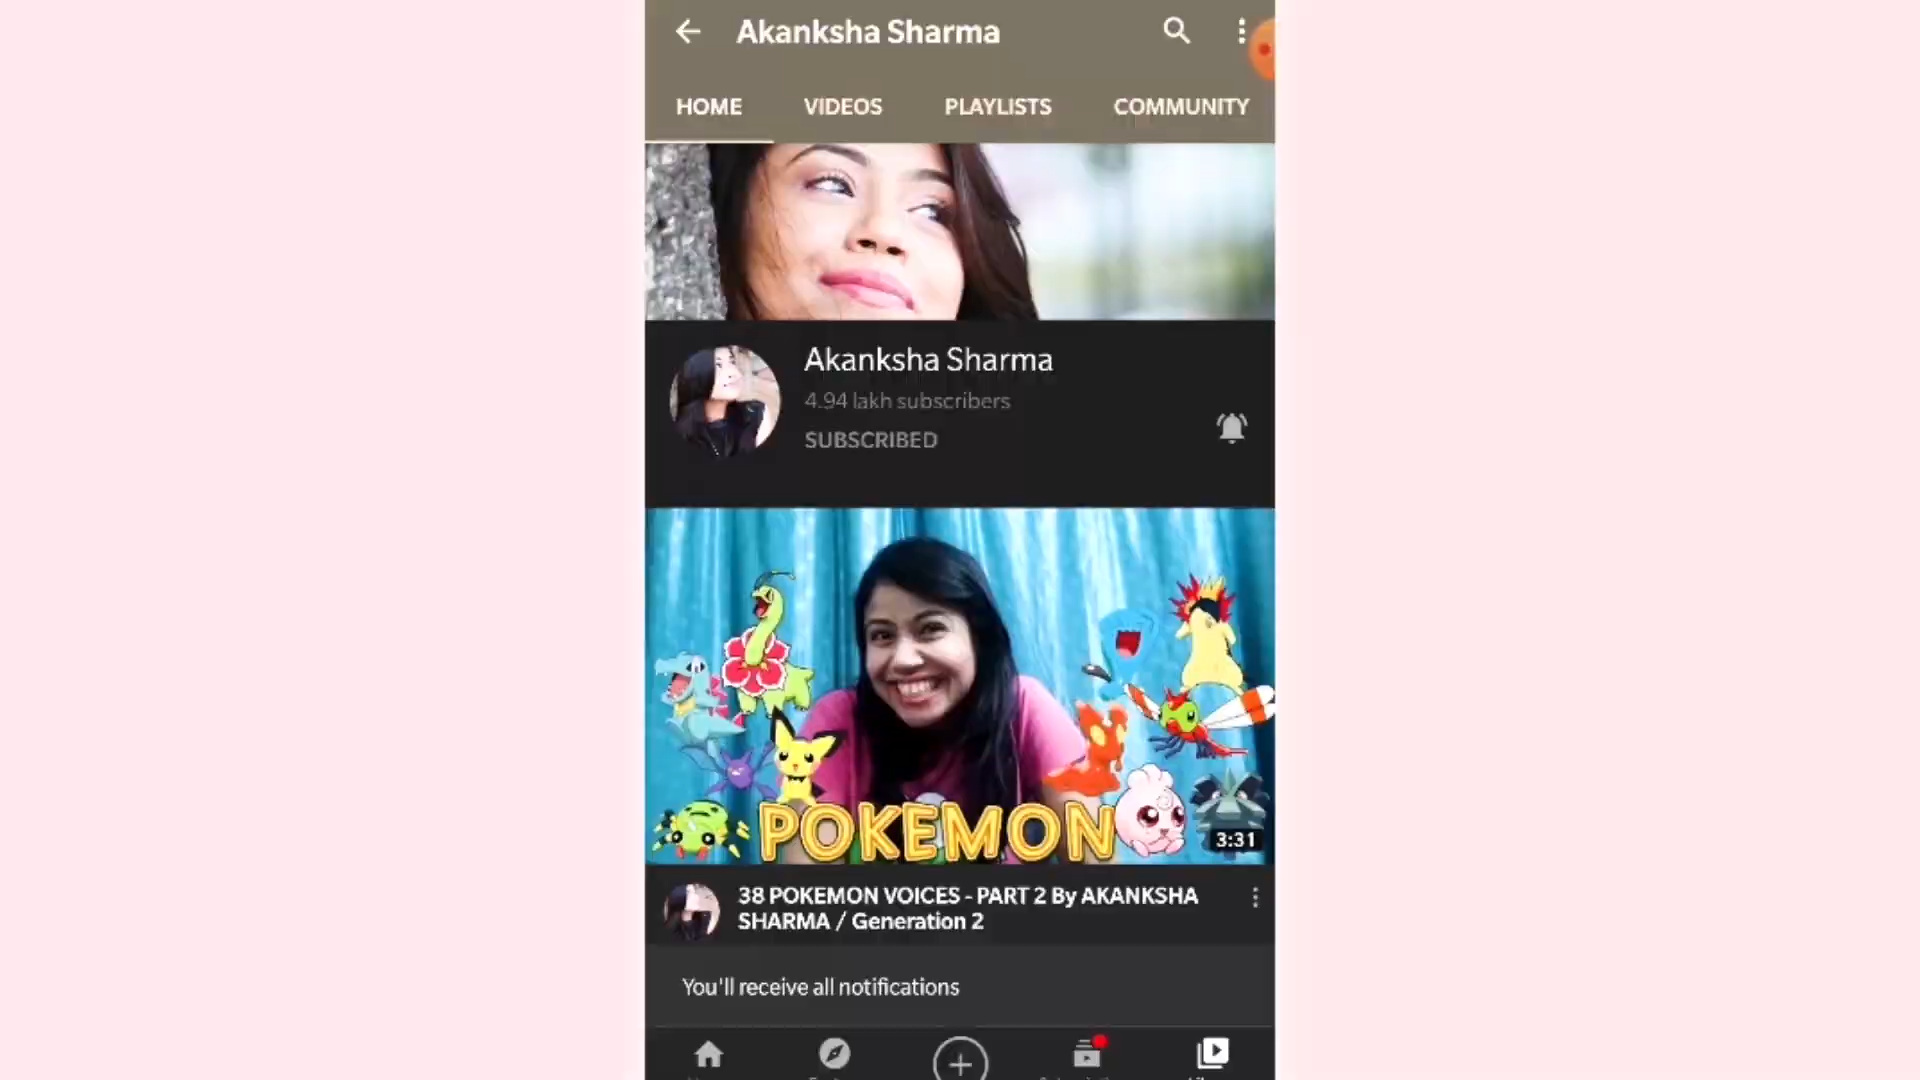 Akanksha Sharma
HOME VIDEOS PLAYLISTS COMMUNITY
Akanksha Sharma
4.94 lakh subscribers
SUBSCRIBED
POKEMON
3:31
38 POKEMON VOICES - PART 2 By AKANKSHA
SHARMA / Generation 2
You'll receive all notifications